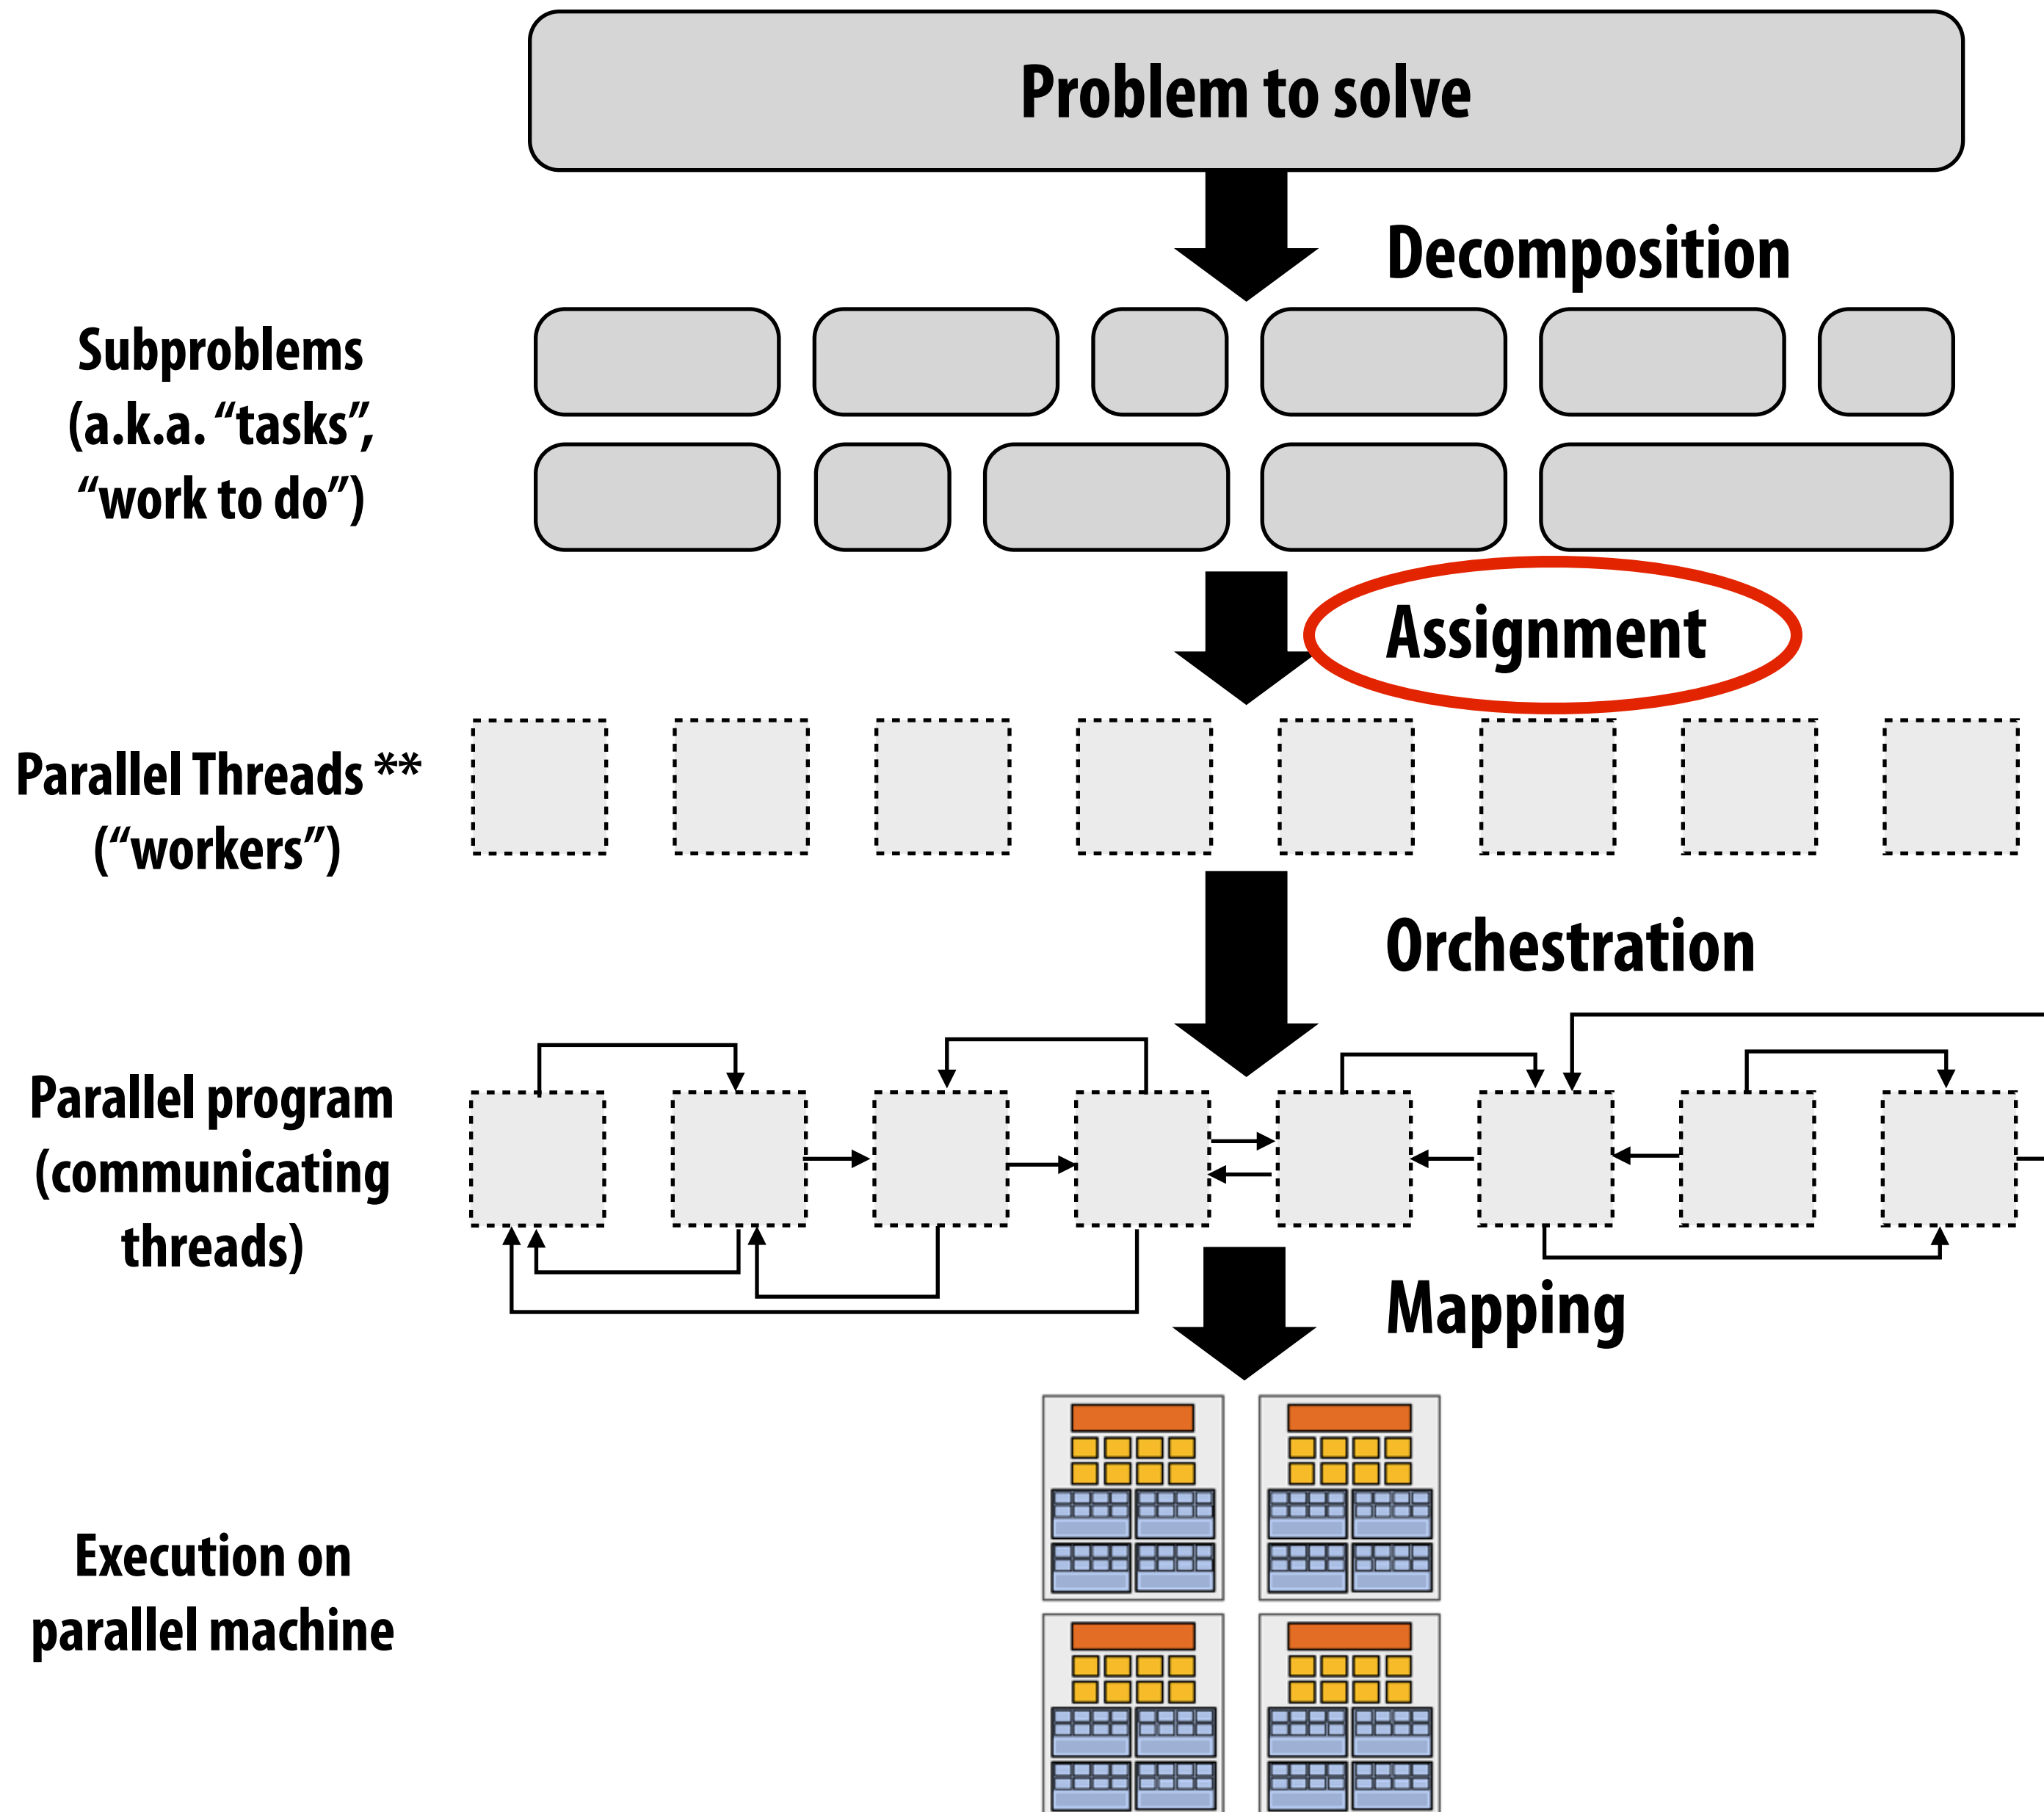 Problem to solve
Decomposition
Subproblems
(a.k.a. “tasks”,
“work to do”)
Assignment
Parallel Threads **
(“workers”)
Orchestration
Parallel program
(communicating
threads)
Mapping
Execution on
parallel machine